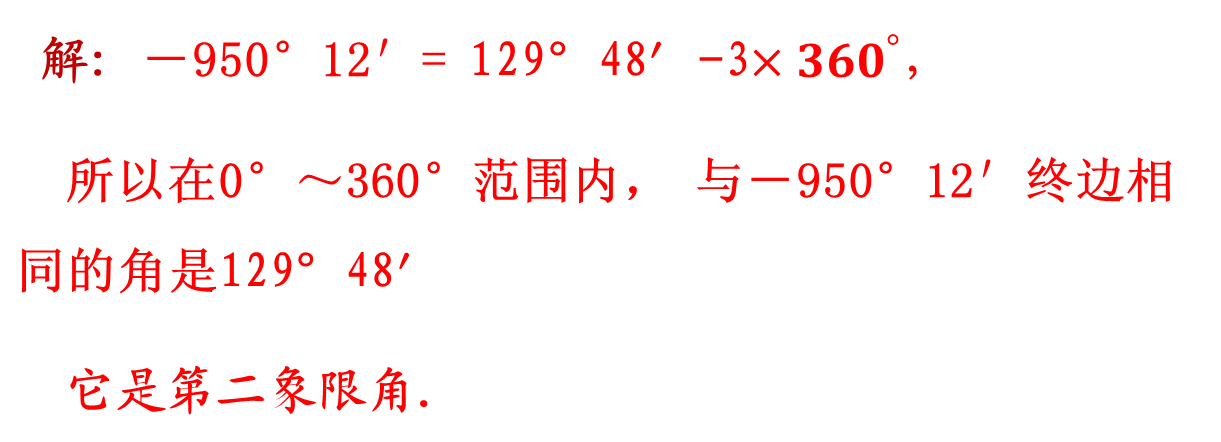 解: －950° 12′ = 129° 48′ -3× 360°,
所以在0° ～360° 范围内， 与－950° 12′ 终边相
同的角是129° 48′
它是第二象限角.